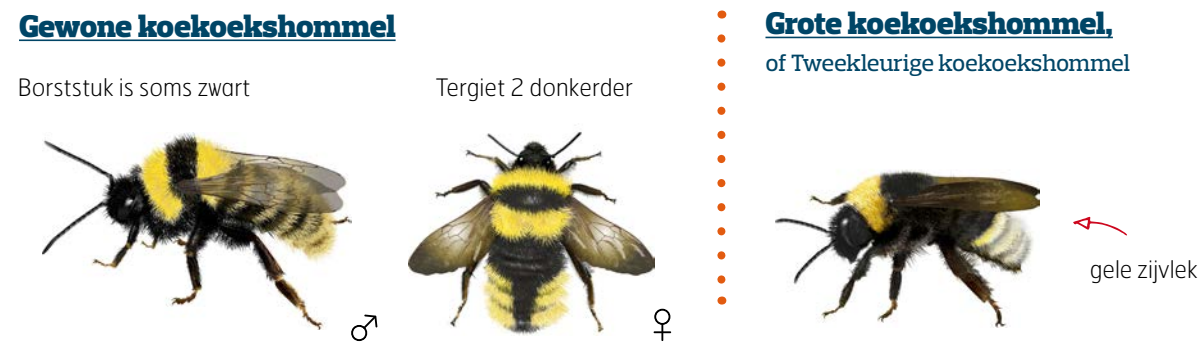 Gewone koekoekshommel
Borststuk is soms zwart
Tergiet 2 donkerder
♂
♀
Grote koekoekshommel,
of Tweekleurige koekoekshommel
gele zijvlek